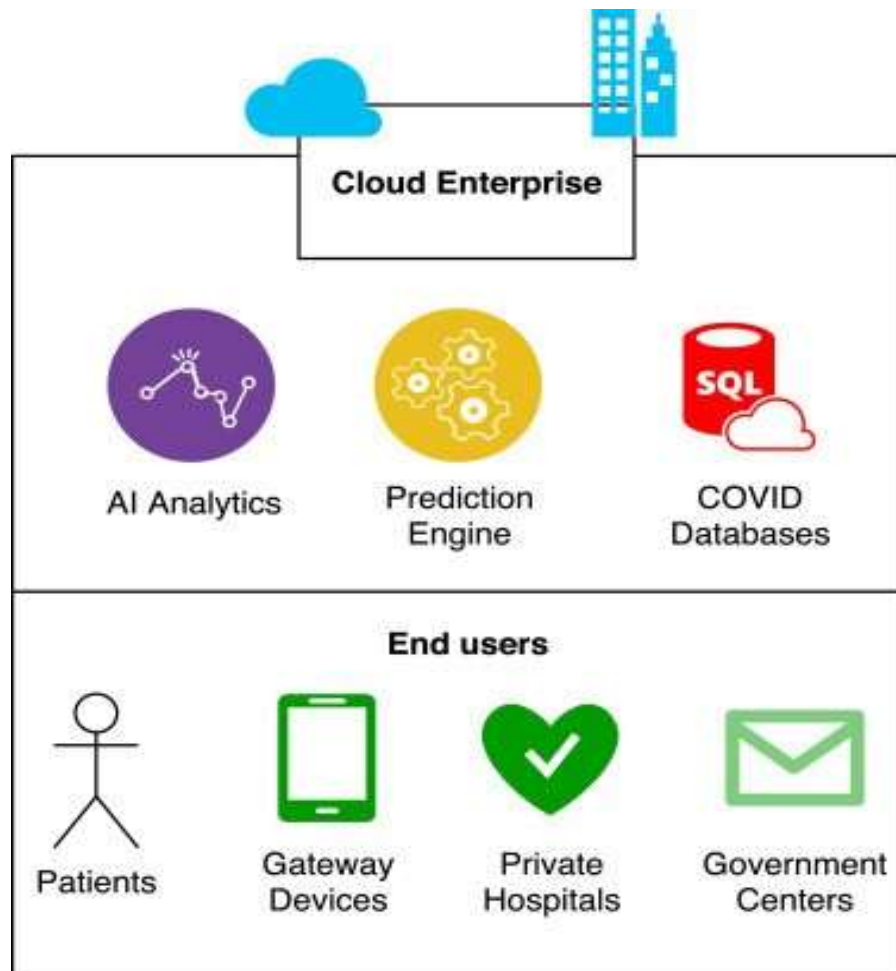 Cloud Enterprise
SQL
AI Analytics
Prediction
Engine
COVID
Databases
End users
Patients
Gateway
Devices
Private
Hospitals
Government
Centers